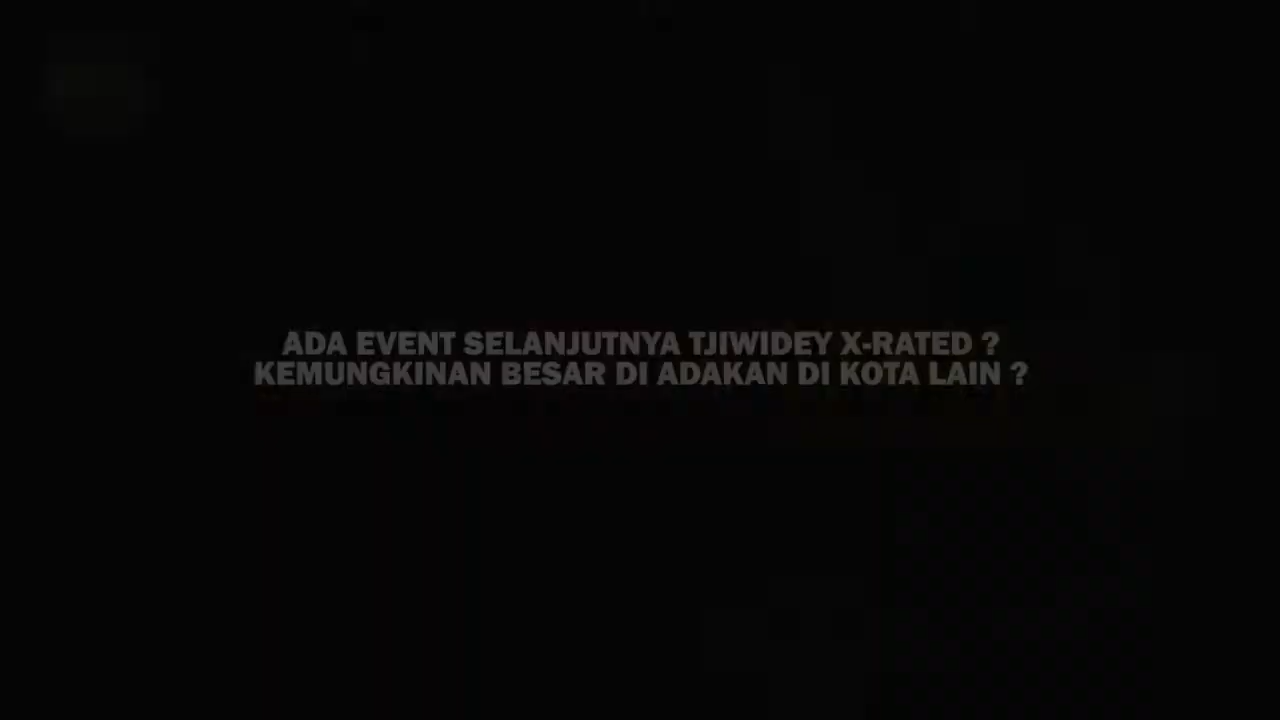 ADA EVENT SELANJUTNYA TJIWIDEY X-RATED ?
KEMUNGKINAN BESAR DI ADAKAN DI KOTA LAIN ?